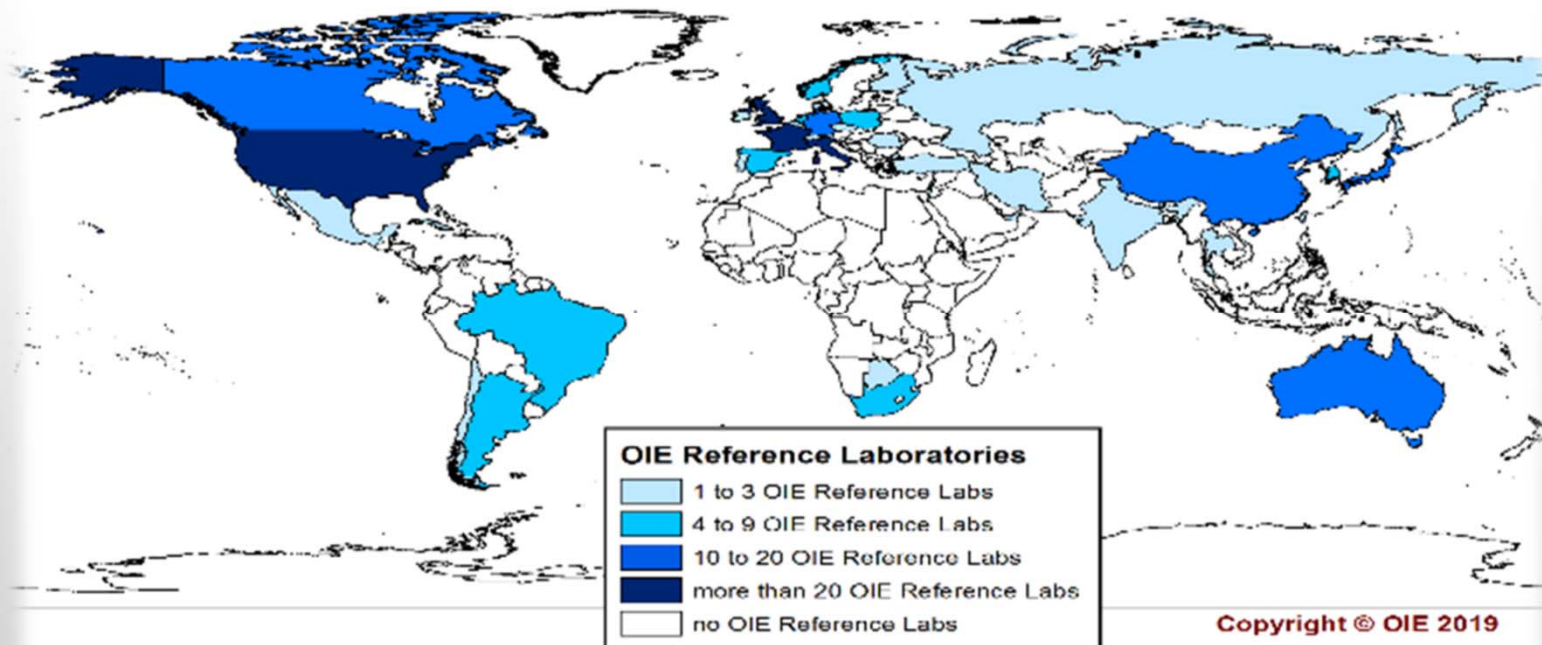 OIE Reference Laboratories
1 to 3 OIE Reference Labs
4 to 9 OIE Reference Labs
10 to 20 OIE Reference Labs
more than 20 OIE Reference Labs
no OIE Reference Labs
Copyright © OIE 2019